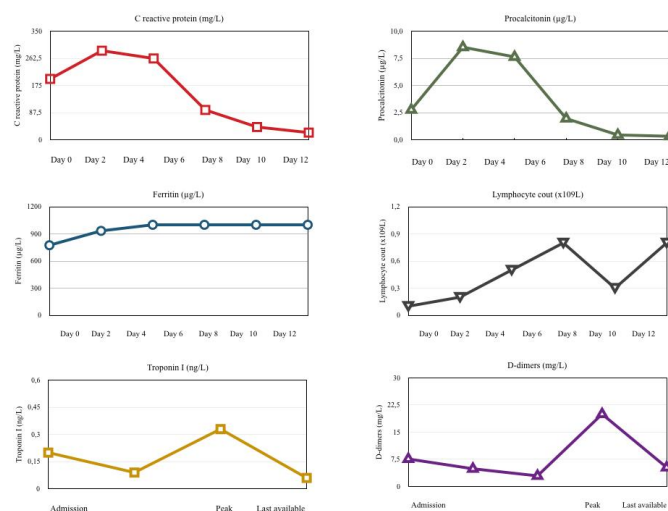 C reactive protein (mg/L)
C reactive protein (mg/L)
350
262,5
175
87,5
0
Day 0 Day 2 Day 4 Day 6 Day 8 Day 10 Day 12
Procalcitonin (µg/L)
Procalcitonin (µg/L)
10,0
7,5
5,0
2,5
0,0
Day 0 Day 2 Day 4 Day 6 Day 8 Day 10 Day 12
Ferritin (µg/L)
Ferritin (µg/L)
1200
900
600
300
0
Day 0 Day 2 Day 4 Day 6 Day 8 Day 10 Day 12
Lymphocyte cout (x109L)
Lymphocyte cout (x109L)
1,2
0,9
0,6
0,3
0
Day 0 Day 2 Day 4 Day 6 Day 8 Day 10 Day 12
Troponin I (ng/L)
Troponin I (ng/L)
0,6
0,45
0,3
0,15
0
Admission Peak Last available
D-dimers (mg/L)
D-dimers (mg/L)
30
22,5
15
7,5
0
Admission Peak Last available